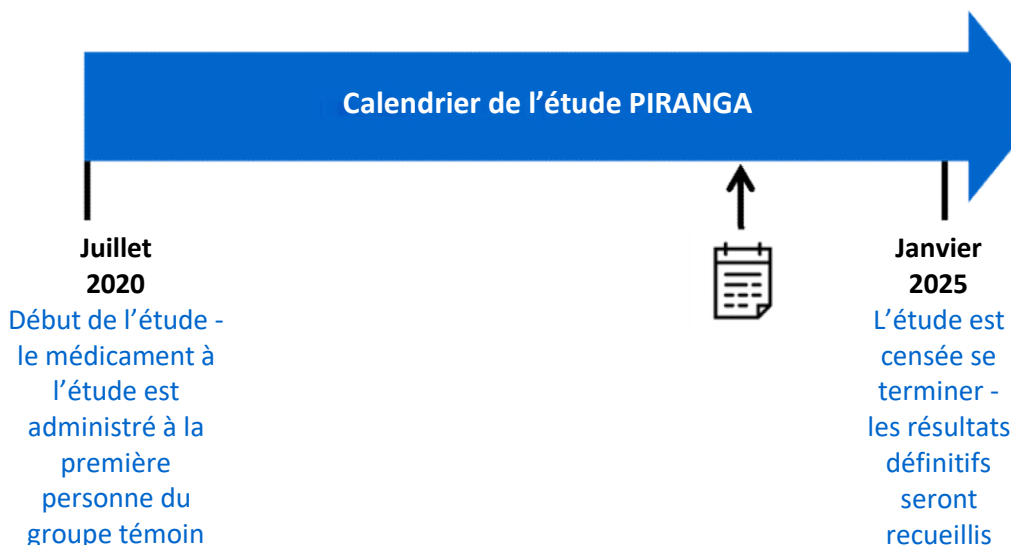 Calendrier de l’étude PIRANGA
Juillet
2020
Début de l’étude -
le médicament à
l’étude est
administré à la
première
personne du
groupe témoin
Janvier
2025
L’étude est
censée se
terminer -
les résultats
définitifs
seront
recueillis